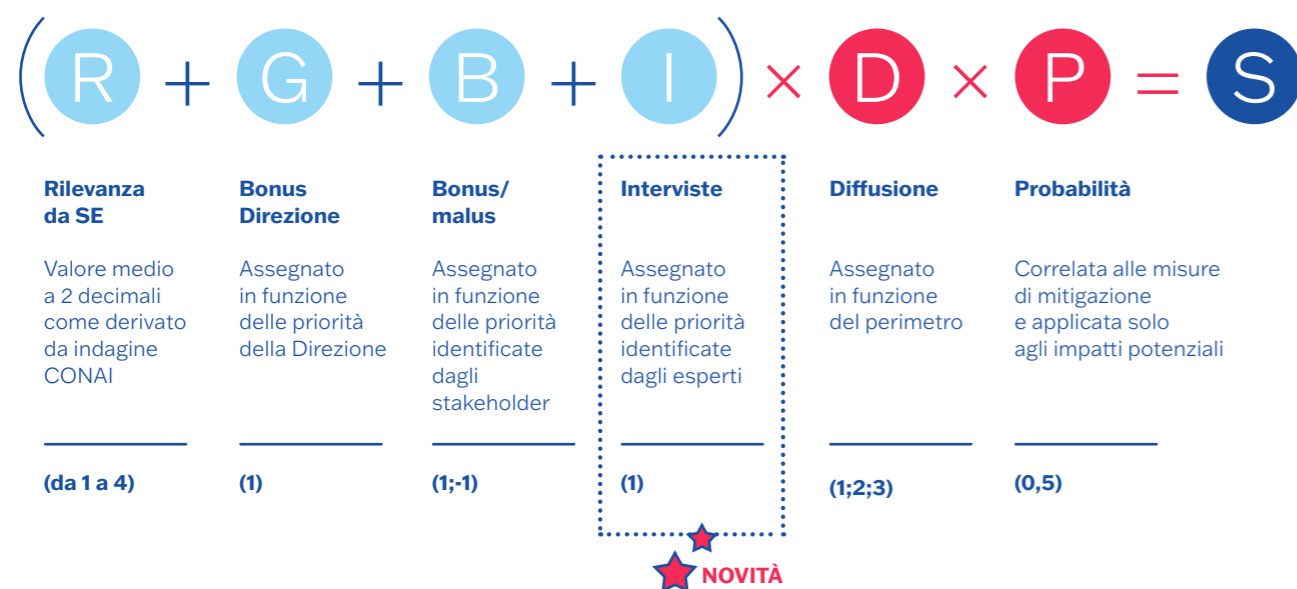 (R + G + B + I) × D × P = S
Rilevanza
da SE
Valore medio
a 2 decimali
come derivato
da indagine
CONAI
(da 1 a 4)
Bonus
Direzione
Assegnato
in funzione
delle priorità
della Direzione
(1)
Bonus/
malus
Assegnato
in funzione
delle priorità
identificate
dagli
stakeholder
(1;-1)
Interviste
Assegnato
in funzione
delle priorità
identificate
dagli esperti
(1)
NOVITÀ
Diffusione
Assegnato
in funzione
del perimetro
(1;2;3)
Probabilità
Correlata alle misure
di mitigazione
e applicata solo
agli impatti potenziali
(0,5)